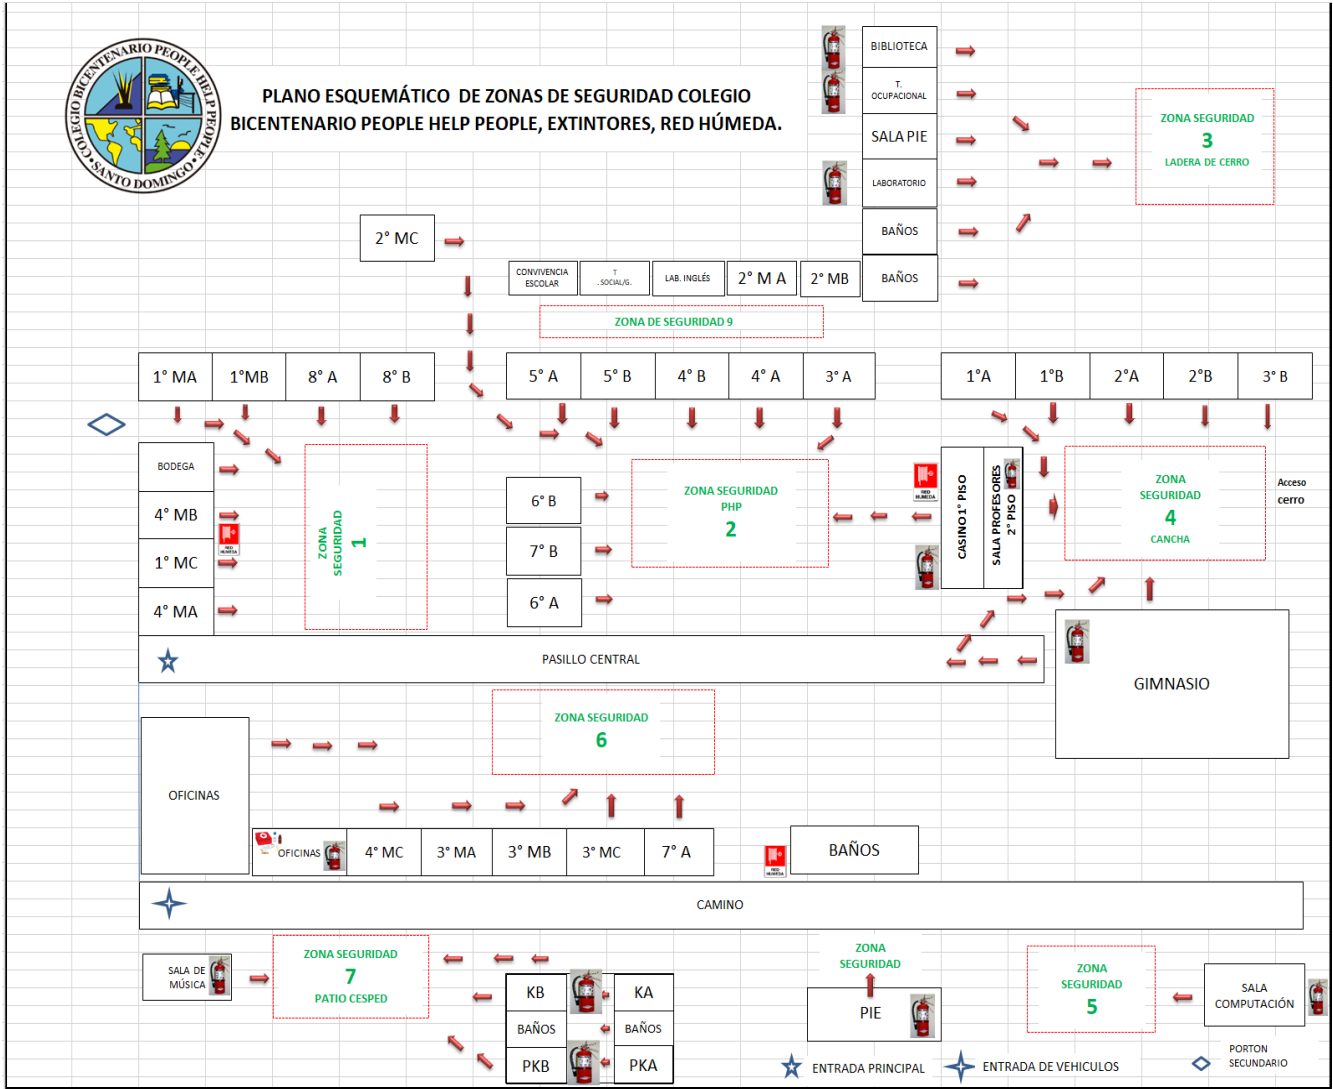 COLEGIO BICENTENARIO PEOPLE HELP PEOPLE
SANTO DOMINGO
PLANO ESQUEMÁTICO DE ZONAS DE SEGURIDAD COLEGIO
BICENTENARIO PEOPLE HELP PEOPLE, EXTINTORES, RED HÚMEDA.
BIBLIOTECA
T.
OCUPACIONAL
SALA PIE
LABORATORIO
BAÑOS
BAÑOS
ZONA SEGURIDAD
3
LADERA DE CERRO
2° MC
CONVIVENCIA
ESCOLAR
T
. SOCIAL/G.
LAB. INGLÉS
2° M A
2° MB
ZONA DE SEGURIDAD 9
1° MA
1°MB
8° A
8° B
5° A
5° B
4° B
4° A
3° A
1°A
1°B
2°A
2°B
3° B
BODEGA
4° MB
1° MC
4° MA
RED
HUMEDA
ZONA
SEGURIDAD
1
6° B
7° B
6° A
ZONA SEGURIDAD
PHP
2
RED
HUMEDA
CASINO 1° PISO
SALA PROFESORES
2° PISO
ZONA
SEGURIDAD
4
CANCHA
Acceso
cerro
PASILLO CENTRAL
GIMNASIO
ZONA SEGURIDAD
6
OFICINAS
OFICINAS
4° MC
3° MA
3° MB
3° MC
7° A
RED
HUMEDA
BAÑOS
CAMINO
SALA DE
MÚSICA
ZONA SEGURIDAD
7
PATIO CESPED
KB
KA
BAÑOS
BAÑOS
PKB
PKA
ZONA
SEGURIDAD
PIE
ZONA
SEGURIDAD
5
SALA
COMPUTACIÓN
ENTRADA PRINCIPAL
ENTRADA DE VEHICULOS
PORTON
SECUNDARIO